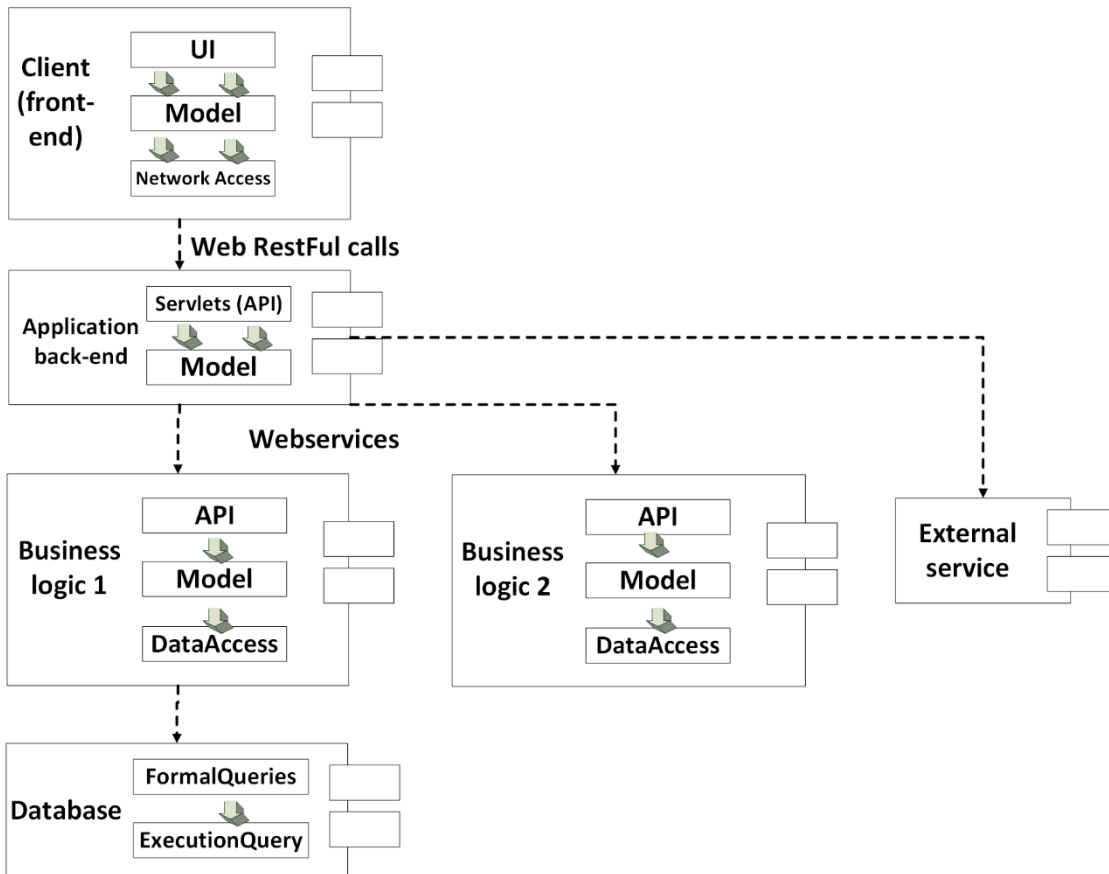 UI
Client
(front-
end)
Model
Network Access
Web RestFul calls
Servlets (API)
Application
back-end
Model
Webservices
API
Business
logic 1
Model
DataAccess
API
Business
logic 2
Model
DataAccess
External
service
FormalQueries
Database
ExecutionQuery